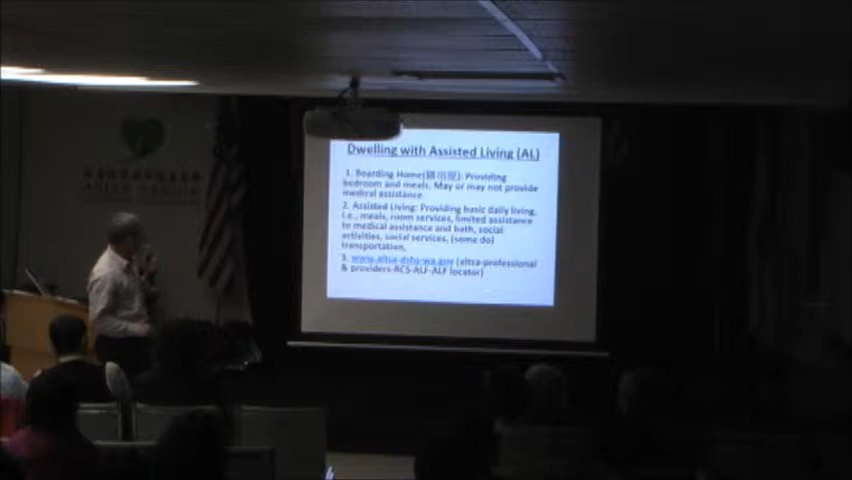 Dwelling with Assisted Living (AL)
1. Boarding Home( ): Providing
bedroom and meals. May or may not provide
medical assistance.
2. Assisted Living: Providing basic daily living,
i.e., meals, room services, limited assistance
to medical assistance and bath, social
activities, social services, (some do)
transportation.
3. www.altsa-dshs-wa.gov (altsa-professional
& providers-RCS-ALF-ALF locator)